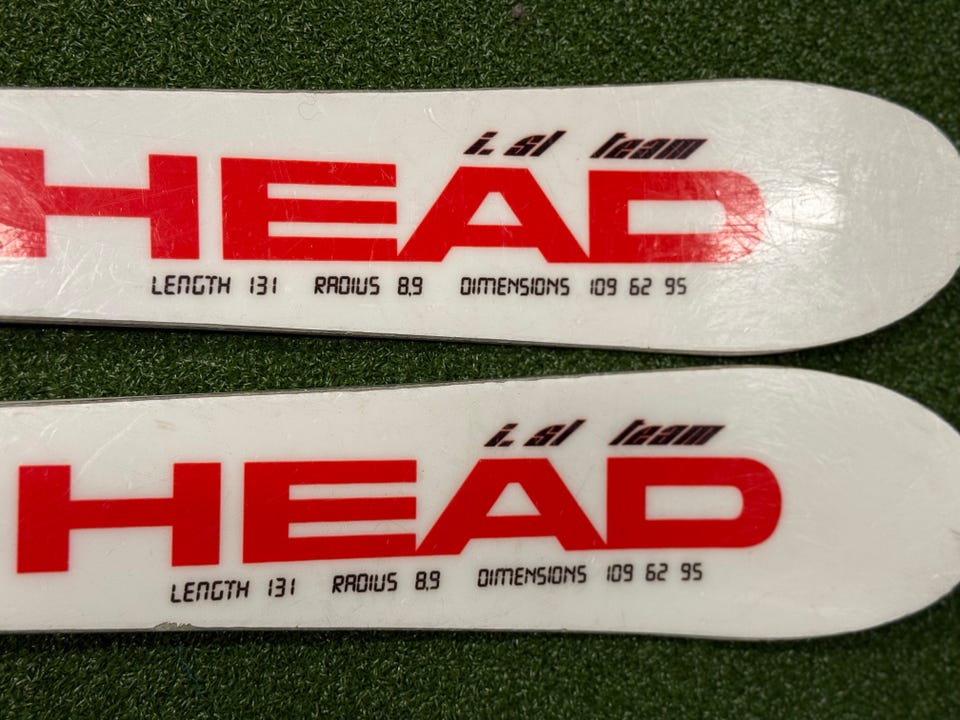 i. sl team
HEAD
LENGTH 131 RADIUS 8,9 DIMENSIONS 109 62 95
i. sl team
HEAD
LENGTH 131 RADIUS 8,9 DIMENSIONS 109 62 95